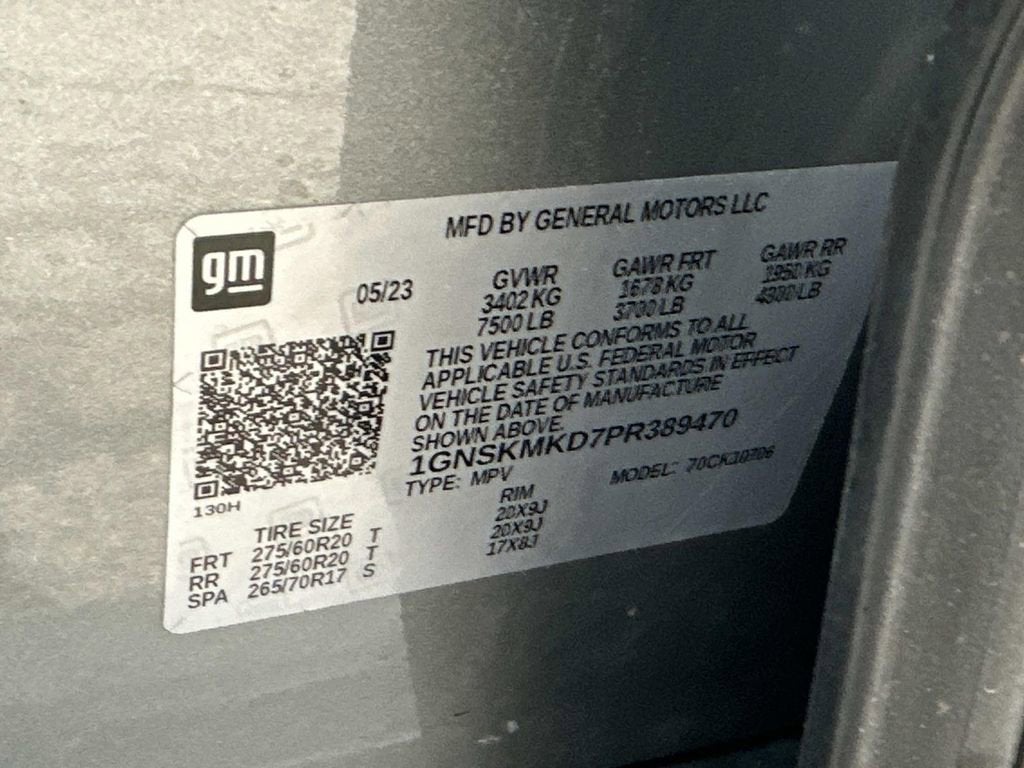 gm
MFD BY GENERAL MOTORS LLC
05/23
GVWR
3402 KG
7500 LB
GAWR FRT
1678 KG
3700 LB
GAWR RR
1950 KG
4300 LB
THIS VEHICLE CONFORMS TO ALL
APPLICABLE U.S. FEDERAL MOTOR
VEHICLE SAFETY STANDARDS IN EFFECT
ON THE DATE OF MANUFACTURE
SHOWN ABOVE.
1GNSKMKD7PR389470
TYPE: MPV
MODEL: 70CK10706
130H
TIRE SIZE RIM
FRT 275/60R20 T 20X9J
RR 275/60R20 T 20X9J
SPA 265/70R17 S 17X8J